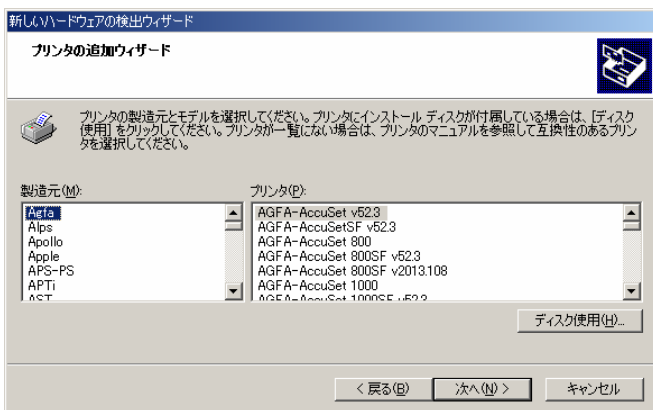 新しいハードウェアの検出ウィザード
プリンタの追加ウィザード
プリンタの製造元とモデルを選択してください。プリンタにインストール ディスクが付属している場合は、[ディスク
使用] をクリックしてください。プリンタが一覧にない場合は、プリンタのマニュアルを参照して互換性のあるプリン
タを選択してください。
製造元(M):
プリンタ(P):
Agfa
Alps
Apollo
Apple
APS-PS
APTi
AST
AGFA-AccuSet v52.3
AGFA-AccuSetSF v52.3
AGFA-AccuSet 800
AGFA-AccuSet 800SF v52.3
AGFA-AccuSet 800SF v2013.108
AGFA-AccuSet 1000
AGFA-AccuSet 1000SF v52.3
ディスク使用(H)...
< 戻る(B)
次へ(N) >
キャンセル